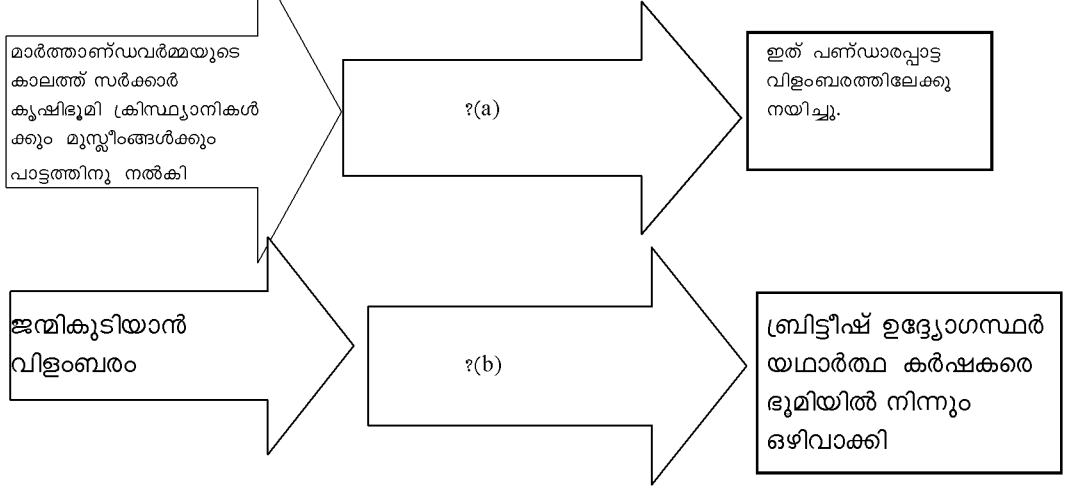 മാർത്താണ്ഡവർമ്മയുടെ
കാലത്ത് സർക്കാർ
കൃഷിഭൂമി ക്രിസ്ഥ്യാനികൾ
ക്കും മുസ്ലീംങ്ങൾക്കും
പാട്ടത്തിനു നൽകി
?(a)
ഇത് പണ്ഡാരപ്പാട്ട
വിളംബരത്തിലേക്കു
നയിച്ചു.
ജന്മികുടിയാൻ
വിളംബരം
?(b)
ബ്രിട്ടീഷ് ഉദ്ദ്യോഗസ്ഥർ
യഥാർത്ഥ കർഷകരെ
ഭൂമിയിൽ നിന്നും
ഒഴിവാക്കി